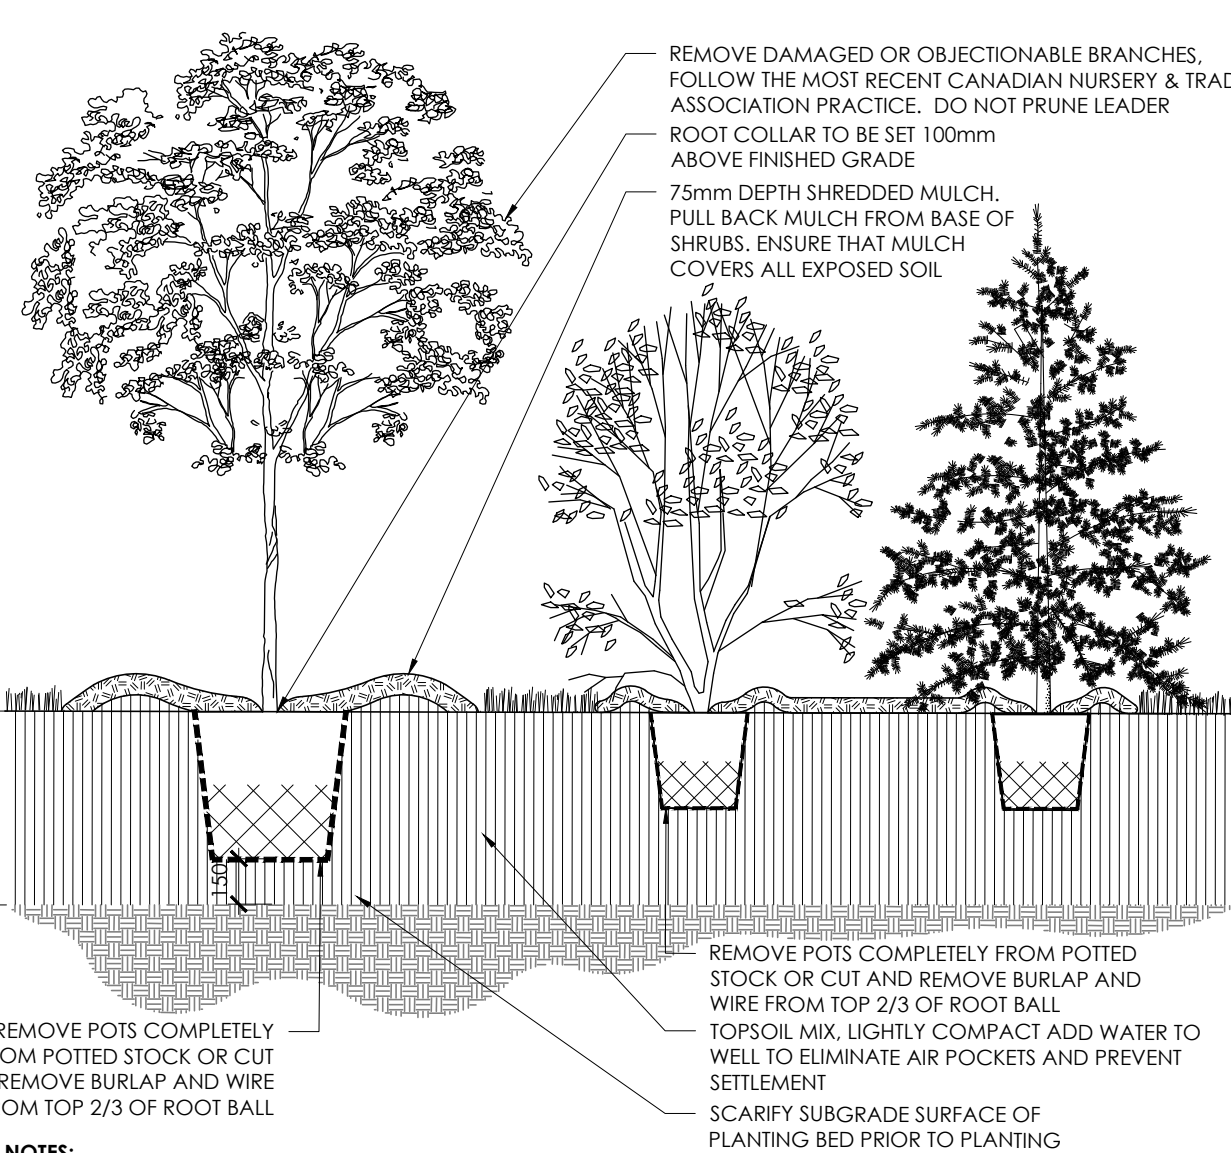 REMOVE DAMAGED OR OBJECTIONABLE BRANCHES,
FOLLOW THE MOST RECENT CANADIAN NURSERY & TRAD
ASSOCIATION PRACTICE. DO NOT PRUNE LEADER
ROOT COLLAR TO BE SET 100mm
ABOVE FINISHED GRADE
75mm DEPTH SHREDDED MULCH.
PULL BACK MULCH FROM BASE OF
SHRUBS. ENSURE THAT MULCH
COVERS ALL EXPOSED SOIL
150
REMOVE POTS COMPLETELY FROM POTTED
STOCK OR CUT AND REMOVE BURLAP AND
WIRE FROM TOP 2/3 OF ROOT BALL
REMOVE POTS COMPLETELY
OM POTTED STOCK OR CUT
REMOVE BURLAP AND WIRE
OM TOP 2/3 OF ROOT BALL
TOPSOIL MIX, LIGHTLY COMPACT ADD WATER TO
WELL TO ELIMINATE AIR POCKETS AND PREVENT
SETTLEMENT
SCARIFY SUBGRADE SURFACE OF
PLANTING BED PRIOR TO PLANTING
NOTES: